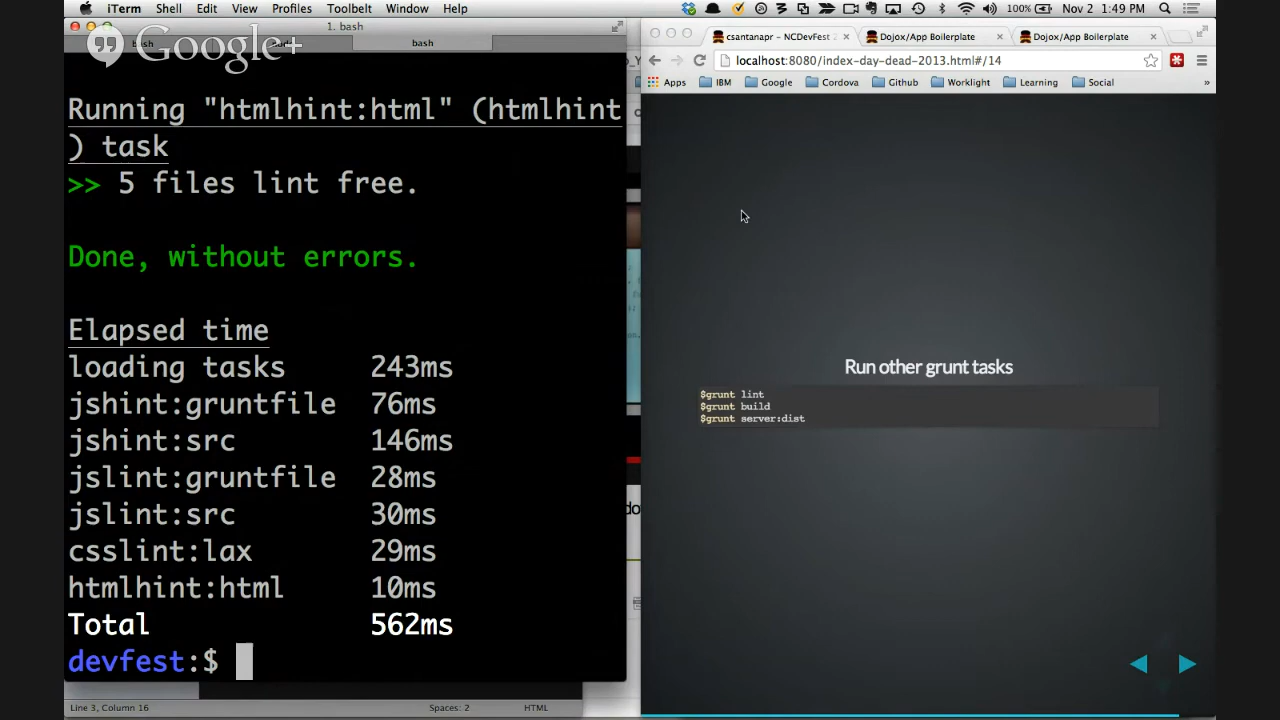 iTerm Shell Edit View Profiles Toolbelt Window Help 100% Nov 2 1:49 PM
1. bash
bash
bash
Google+
Running "htmlhint:html" (htmlhint
) task
>> 5 files lint free.
Done, without errors.
Elapsed time
loading tasks 243ms
jshint:gruntfile 76ms
jshint:src 146ms
jslint:gruntfile 28ms
jslint:src 30ms
csslint:lax 29ms
htmlhint:html 10ms
Total 562ms
devfest:$
Line 3, Column 16 Spaces: 2 HTML
csantanapr – NCDevFest Dojox/App Boilerplate Dojox/App Boilerplate
localhost:8080/index-day-dead-2013.html#/14
Apps IBM Google Cordova Github Worklight Learning Social »
Run other grunt tasks
$grunt lint
$grunt build
$grunt server:dist